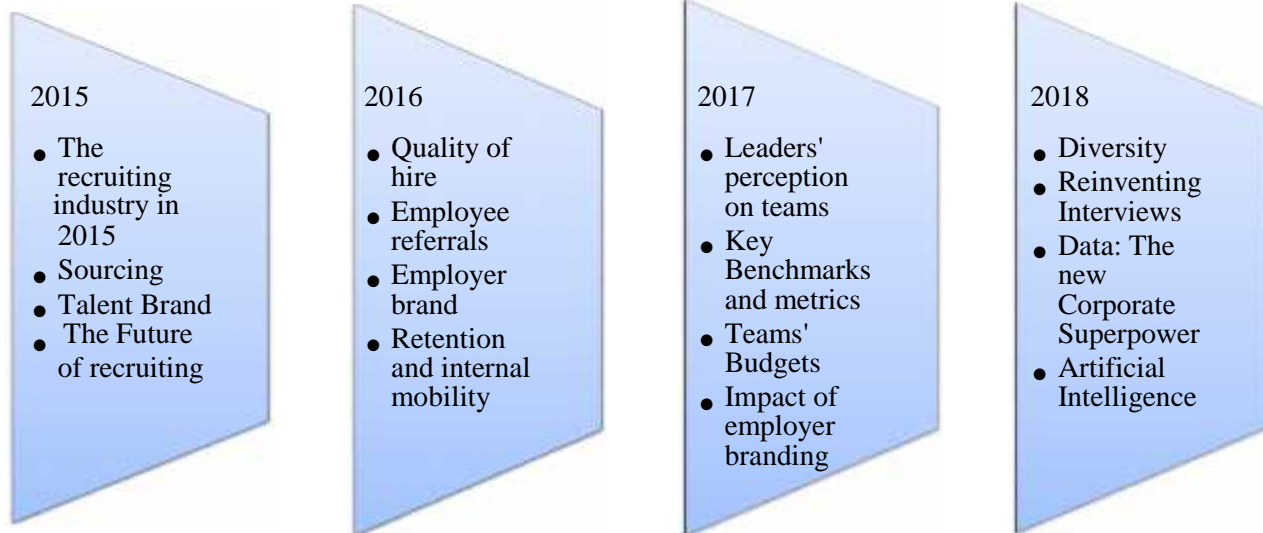 2015
• The
recruiting
industry in
2015
• Sourcing
• Talent Brand
• The Future
of recruiting
2016
• Quality of
hire
• Employee
referrals
• Employer
brand
• Retention
and internal
mobility
2017
• Leaders'
perception
on teams
• Key
Benchmarks
and metrics
• Teams'
Budgets
• Impact of
employer
branding
2018
• Diversity
• Reinventing
Interviews
• Data: The
new
Corporate
Superpower
• Artificial
Intelligence